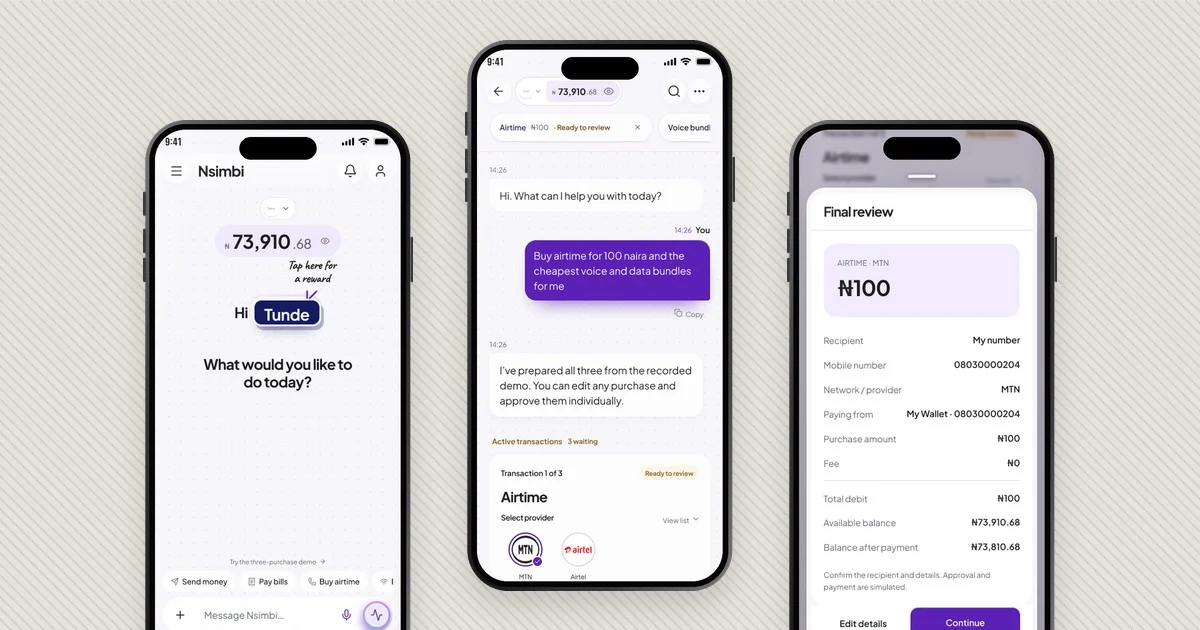 9:41
Nsimbi
₦ 73,910.68
Tap here for
a reward
Hi Tunde
What would you like to
do today?
Try the three-purchase demo →
Send money
Pay bills
Buy airtime
Message Nsimbi...
9:41
₦ 73,910.68
Airtime ₦100 · Ready to review
Voice bundl
14:26
Hi. What can I help you with today?
14:26 You
Buy airtime for 100 naira and the
cheapest voice and data bundles
for me
Copy
14:26
I've prepared all three from the recorded
demo. You can edit any purchase and
approve them individually.
Active transactions 3 waiting
Transaction 1 of 3 Ready to review
Airtime
Select provider View list
MTN airtel
MTN Airtel
Airtime
Final review
AIRTIME · MTN
₦100
Recipient My number
Mobile number 08030000204
Network / provider MTN
Paying from My Wallet · 08030000204
Purchase amount ₦100
Fee ₦0
Total debit ₦100
Available balance ₦73,910.68
Balance after payment ₦73,810.68
Confirm the recipient and details. Approval and
payment are simulated.
Edit details Continue